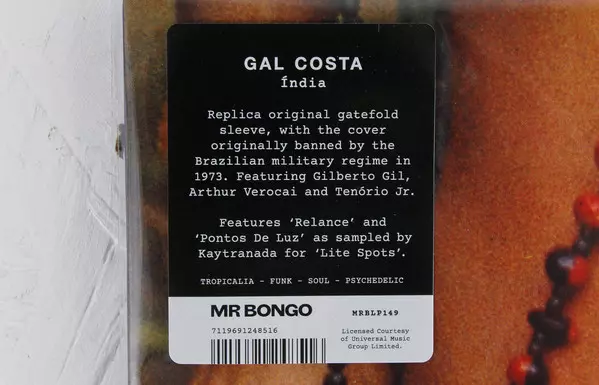 GAL COSTA
Índia
Replica original gatefold
sleeve, with the cover
originally banned by the
Brazilian military regime in
1973. Featuring Gilberto Gil,
Arthur Verocai and Tenório Jr.
Features ‘Relance’ and
‘Pontos De Luz’ as sampled by
Kaytranada for ‘Lite Spots’.
TROPICALIA - FUNK - SOUL - PSYCHEDELIC
MR BONGO
MRBLP149
7119691248516
Licensed Courtesy
of Universal Music
Group Limited.